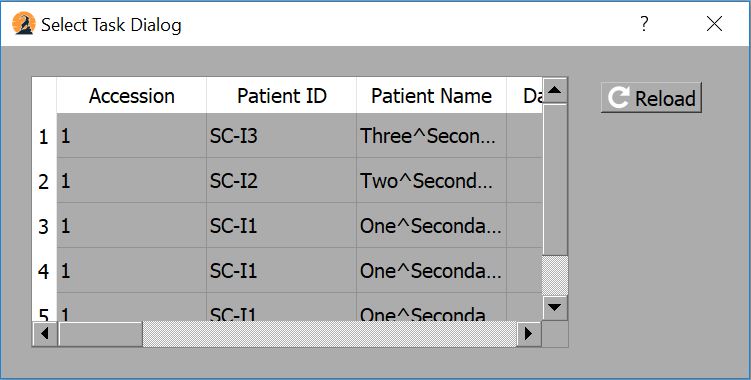 Select Task Dialog ?
Accession Patient ID Patient Name Da
Reload
1 1 SC-I3 Three^Secon...
2 1 SC-I2 Two^Second...
3 1 SC-I1 One^Seconda...
4 1 SC-I1 One^Seconda...
5 1 SC-I1 One^Seconda